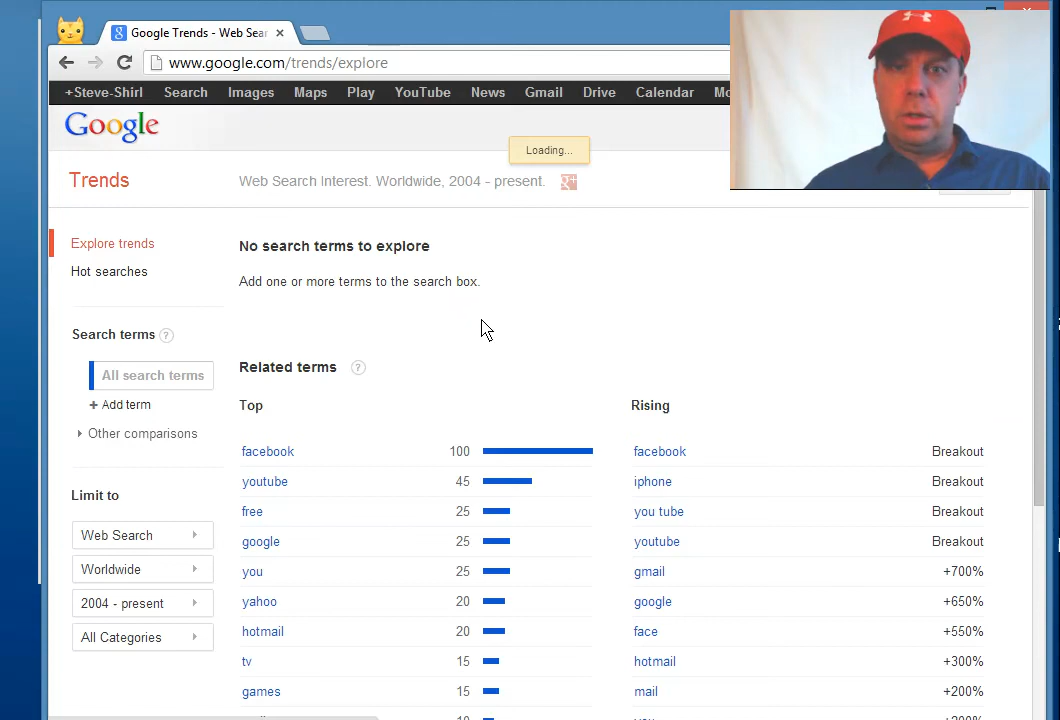 Google Trends - Web Sear
www.google.com/trends/explore
+Steve-Shirl Search Images Maps Play YouTube News Gmail Drive Calendar Mo
Google
Loading...
Trends
Web Search Interest. Worldwide, 2004 - present.
Explore trends
Hot searches
No search terms to explore
Add one or more terms to the search box.
Search terms ?
All search terms
+ Add term
Other comparisons
Limit to
Web Search
Worldwide
2004 - present
All Categories
Related terms ?
Top
facebook 100
youtube 45
free 25
google 25
you 25
yahoo 20
hotmail 20
tv 15
games 15
Rising
facebook Breakout
iphone Breakout
you tube Breakout
youtube Breakout
gmail +700%
google +650%
face +550%
hotmail +300%
mail +200%